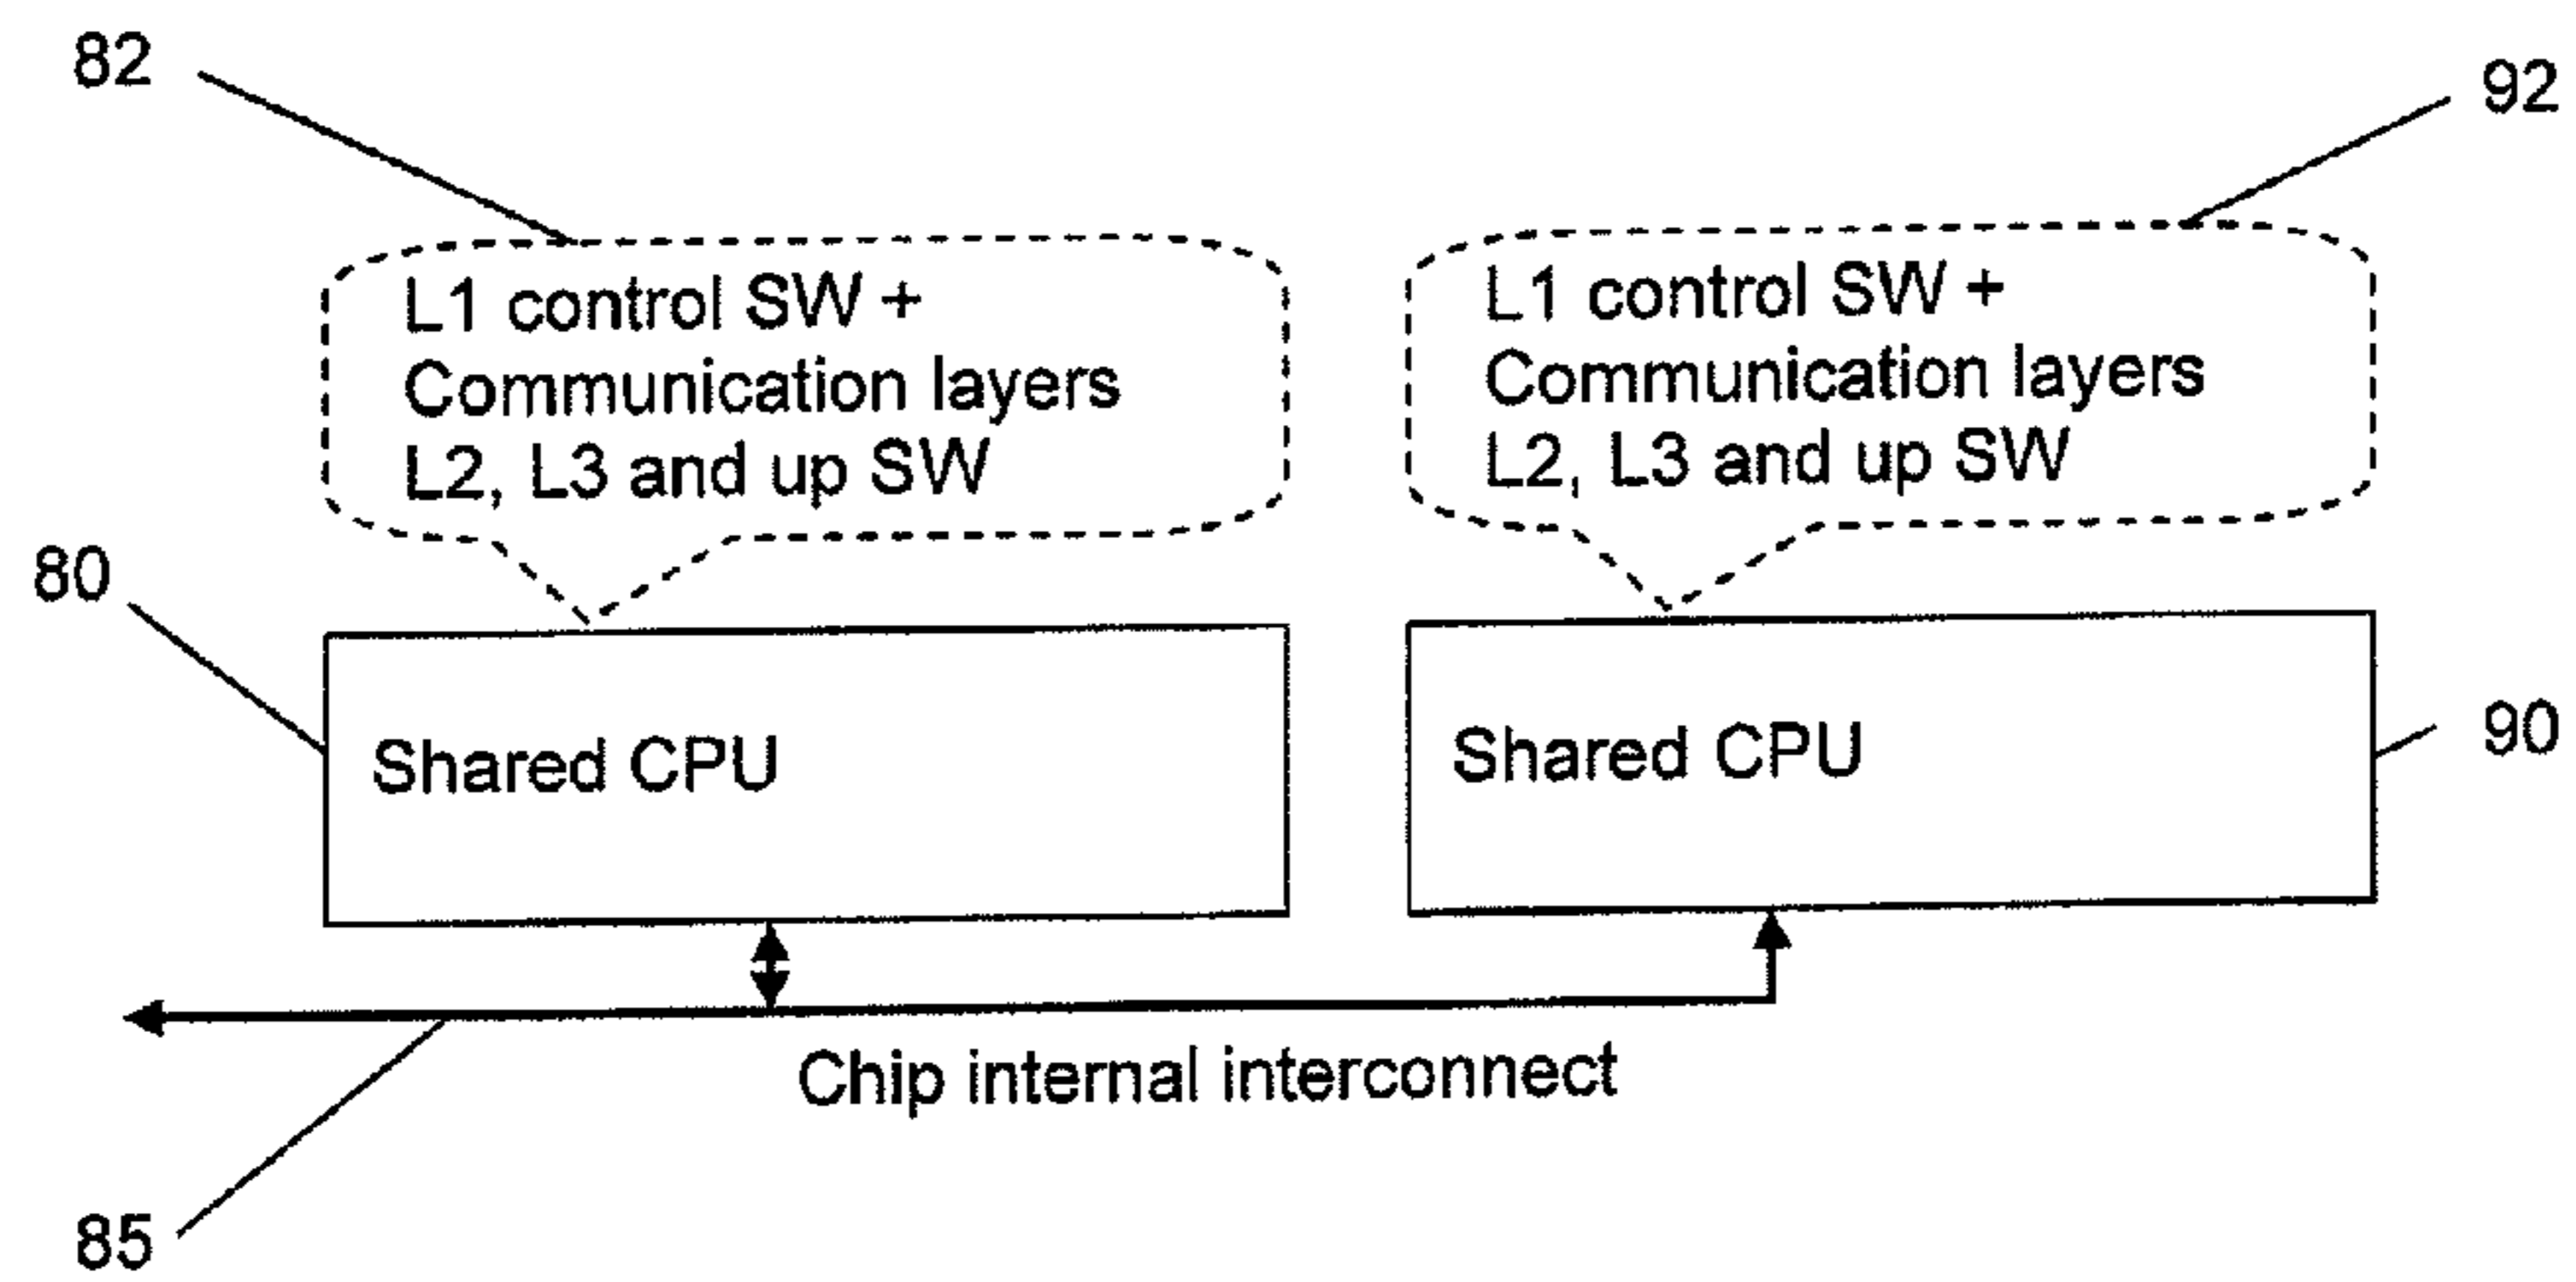 82
92
L1 control SW +
Communication layers
L2, L3 and up SW
L1 control SW +
Communication layers
L2, L3 and up SW
80
Shared CPU
Shared CPU
90
Chip internal interconnect
85